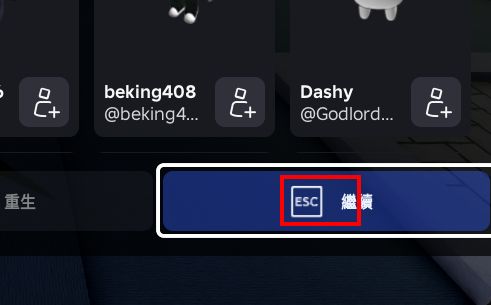 beking408
@beking4...
Dashy
@Godlord...
重生
ESC 繼續